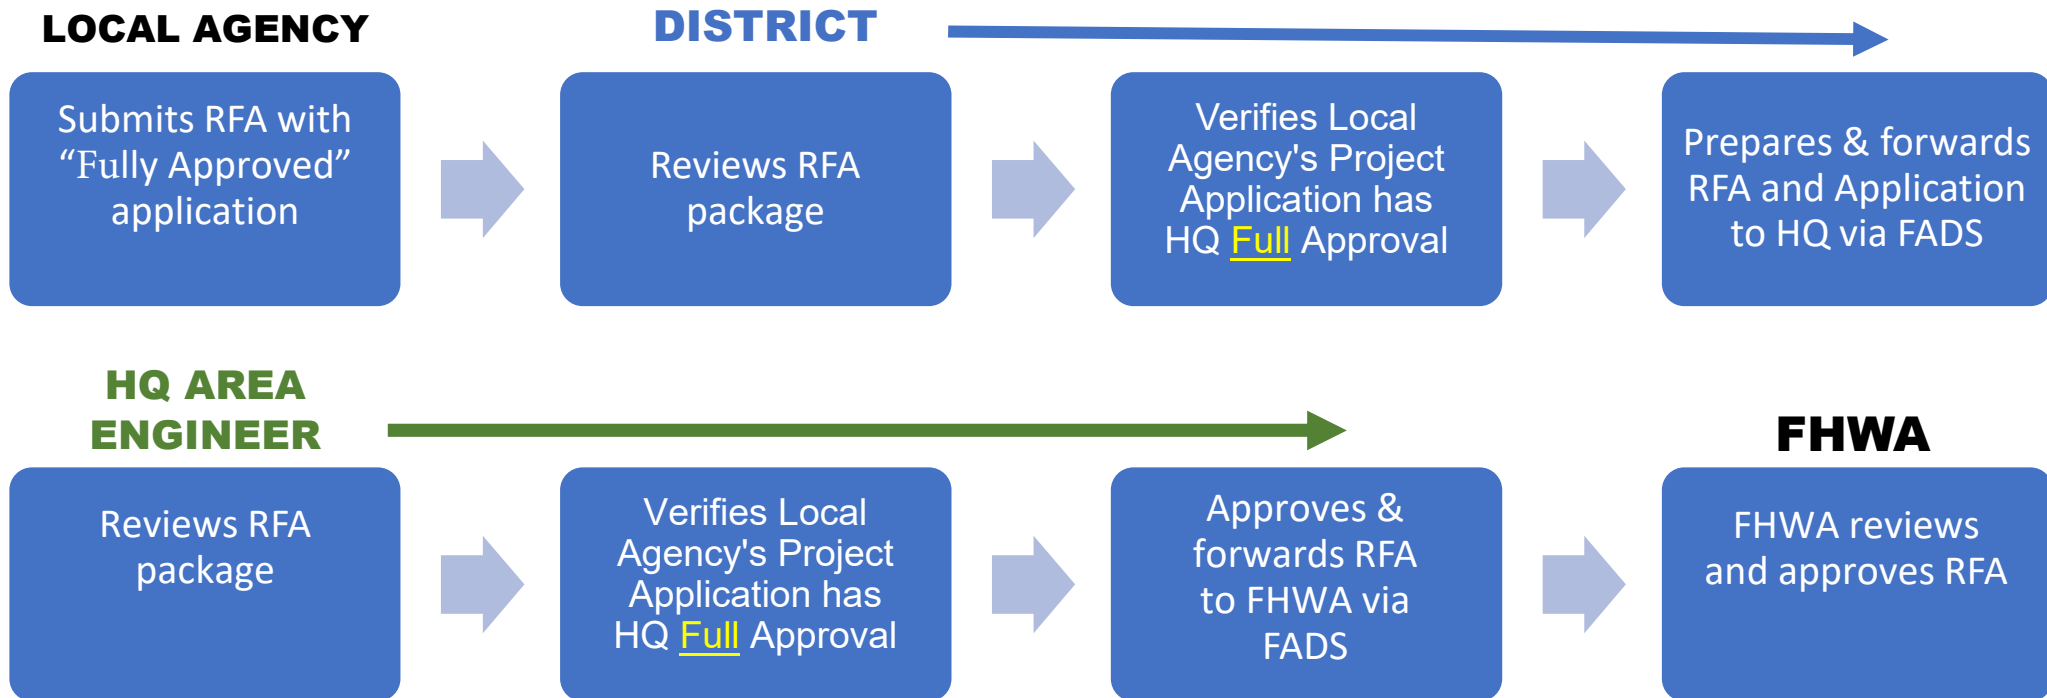 LOCAL AGENCY
Submits RFA with
“Fully Approved”
application
DISTRICT
Reviews RFA
package
Verifies Local
Agency's Project
Application has
HQ Full Approval
Prepares & forwards
RFA and Application
to HQ via FADS
HQ AREA
ENGINEER
Reviews RFA
package
Verifies Local
Agency's Project
Application has
HQ Full Approval
Approves &
forwards RFA
to FHWA via
FADS
FHWA
FHWA reviews
and approves RFA